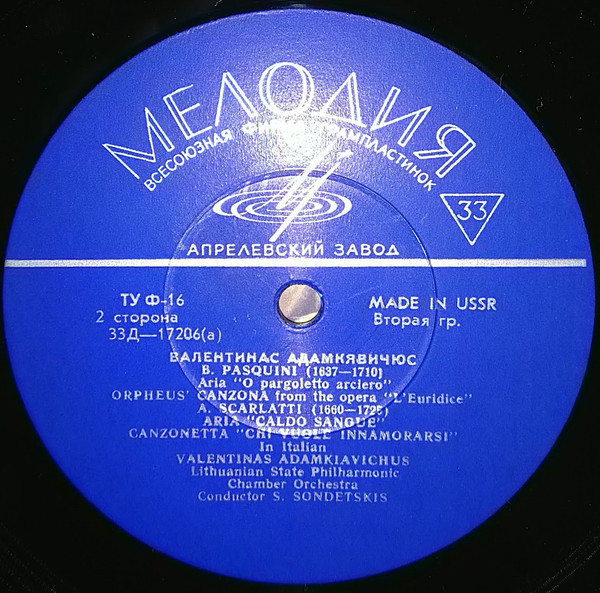 МЕЛОДИЯ
ВСЕСОЮЗНАЯ ФИРМА ГРАМПЛАСТИНОК
33
АПРЕЛЕВСКИЙ ЗАВОД
ТУ Ф-16
2 сторона
33Д—17206(а)
MADE IN USSR
Вторая гр.
ВАЛЕНТИНАС АДАМКЯВИЧЮС
B. PASQUINI (1637—1710)
Aria "O pargoletto arciero"
ORPHEUS' CANZONA from the opera "L'Euridice"
A. SCARLATTI (1660—1725)
ARIA "CALDO SANGUE"
CANZONETTA "CHI VUOLE INNAMORARSI"
In Italian
VALENTINAS ADAMKIAVICHUS
Lithuanian State Philharmonic
Chamber Orchestra
Conductor S. SONDETSKIS